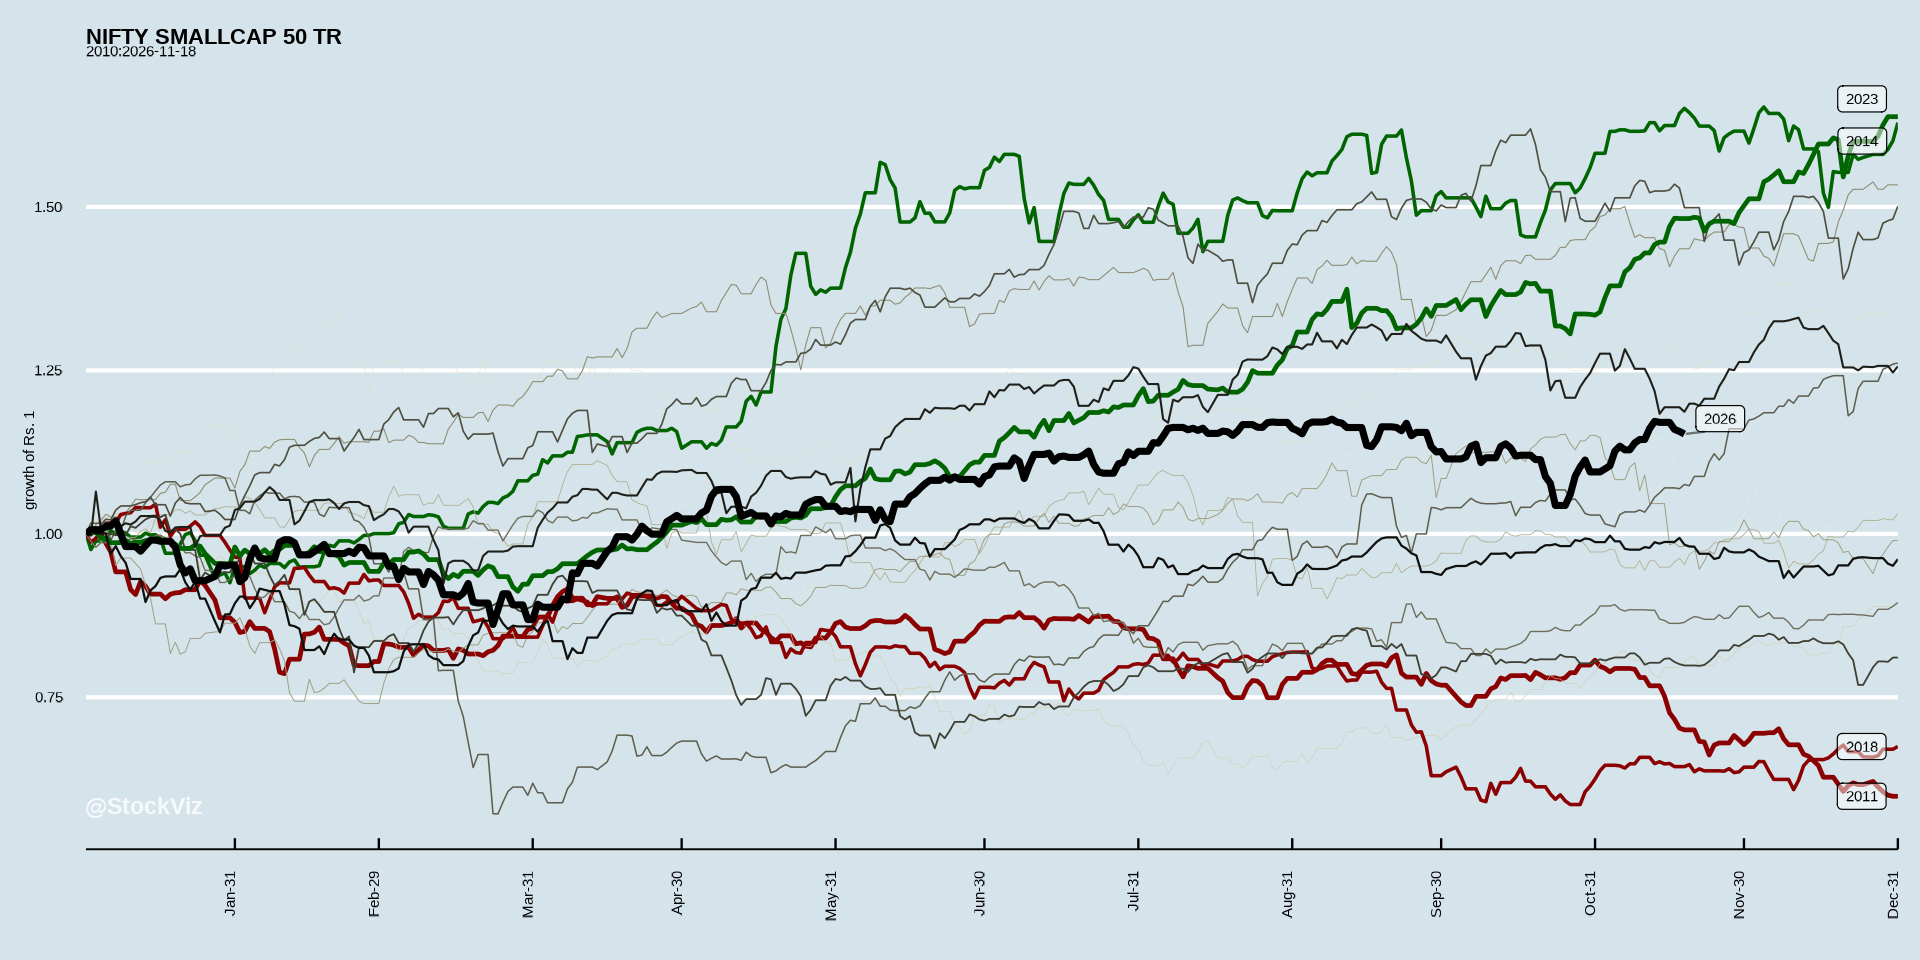 NIFTY SMALLCAP 50 TR
2010:2026-11-18
2023
2014
1.50
1.25
2026
growth of Rs. 1
1.00
0.75
2018
2011
@StockViz
Jan-31
Feb-29
Mar-31
Apr-30
May-31
Jun-30
Jul-31
Aug-31
Sep-30
Oct-31
Nov-30
Dec-31